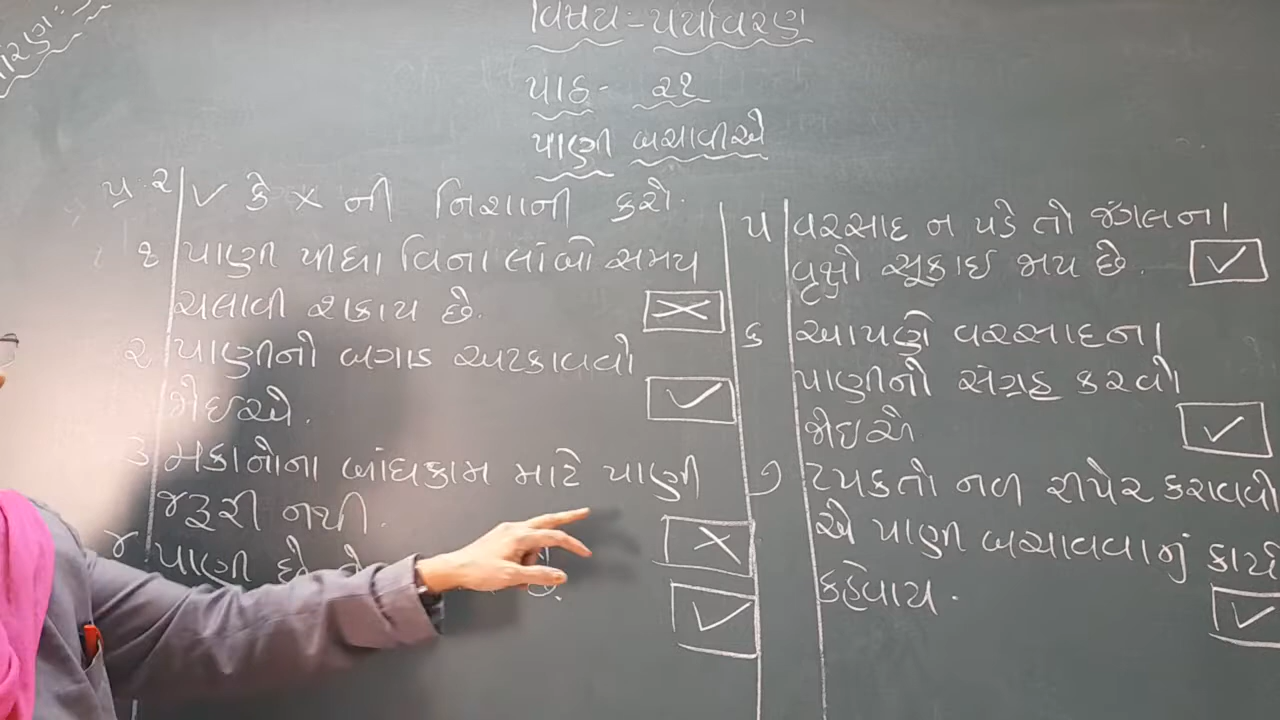 વિષય - પર્યાવરણ
પાઠ - ૨૧
પાણી બચાવીએ
પ્ર.૨ ✓ કે × ની નિશાની કરો.
૧ પાણી પીધા વિના લાંબો સમય
ચલાવી શકાય છે. ×
૨ પાણીનો બગાડ અટકાવવો
જોઇએ. ✓
૩ મકાનોના બાંધકામ માટે પાણી
જરૂરી નથી. ×
૪ પાણી છે ✓
૫ વરસાદ ન પડે તો જંગલના
વૃક્ષો સૂકાઇ જાય છે. ✓
૬ આપણે વરસાદના
પાણીનો સંગ્રહ કરવો
જોઇએ. ✓
૭ ટપકતો નળ રીપેર કરાવવો
એ પાણી બચાવવાનું કાર્ય
કહેવાય. ✓